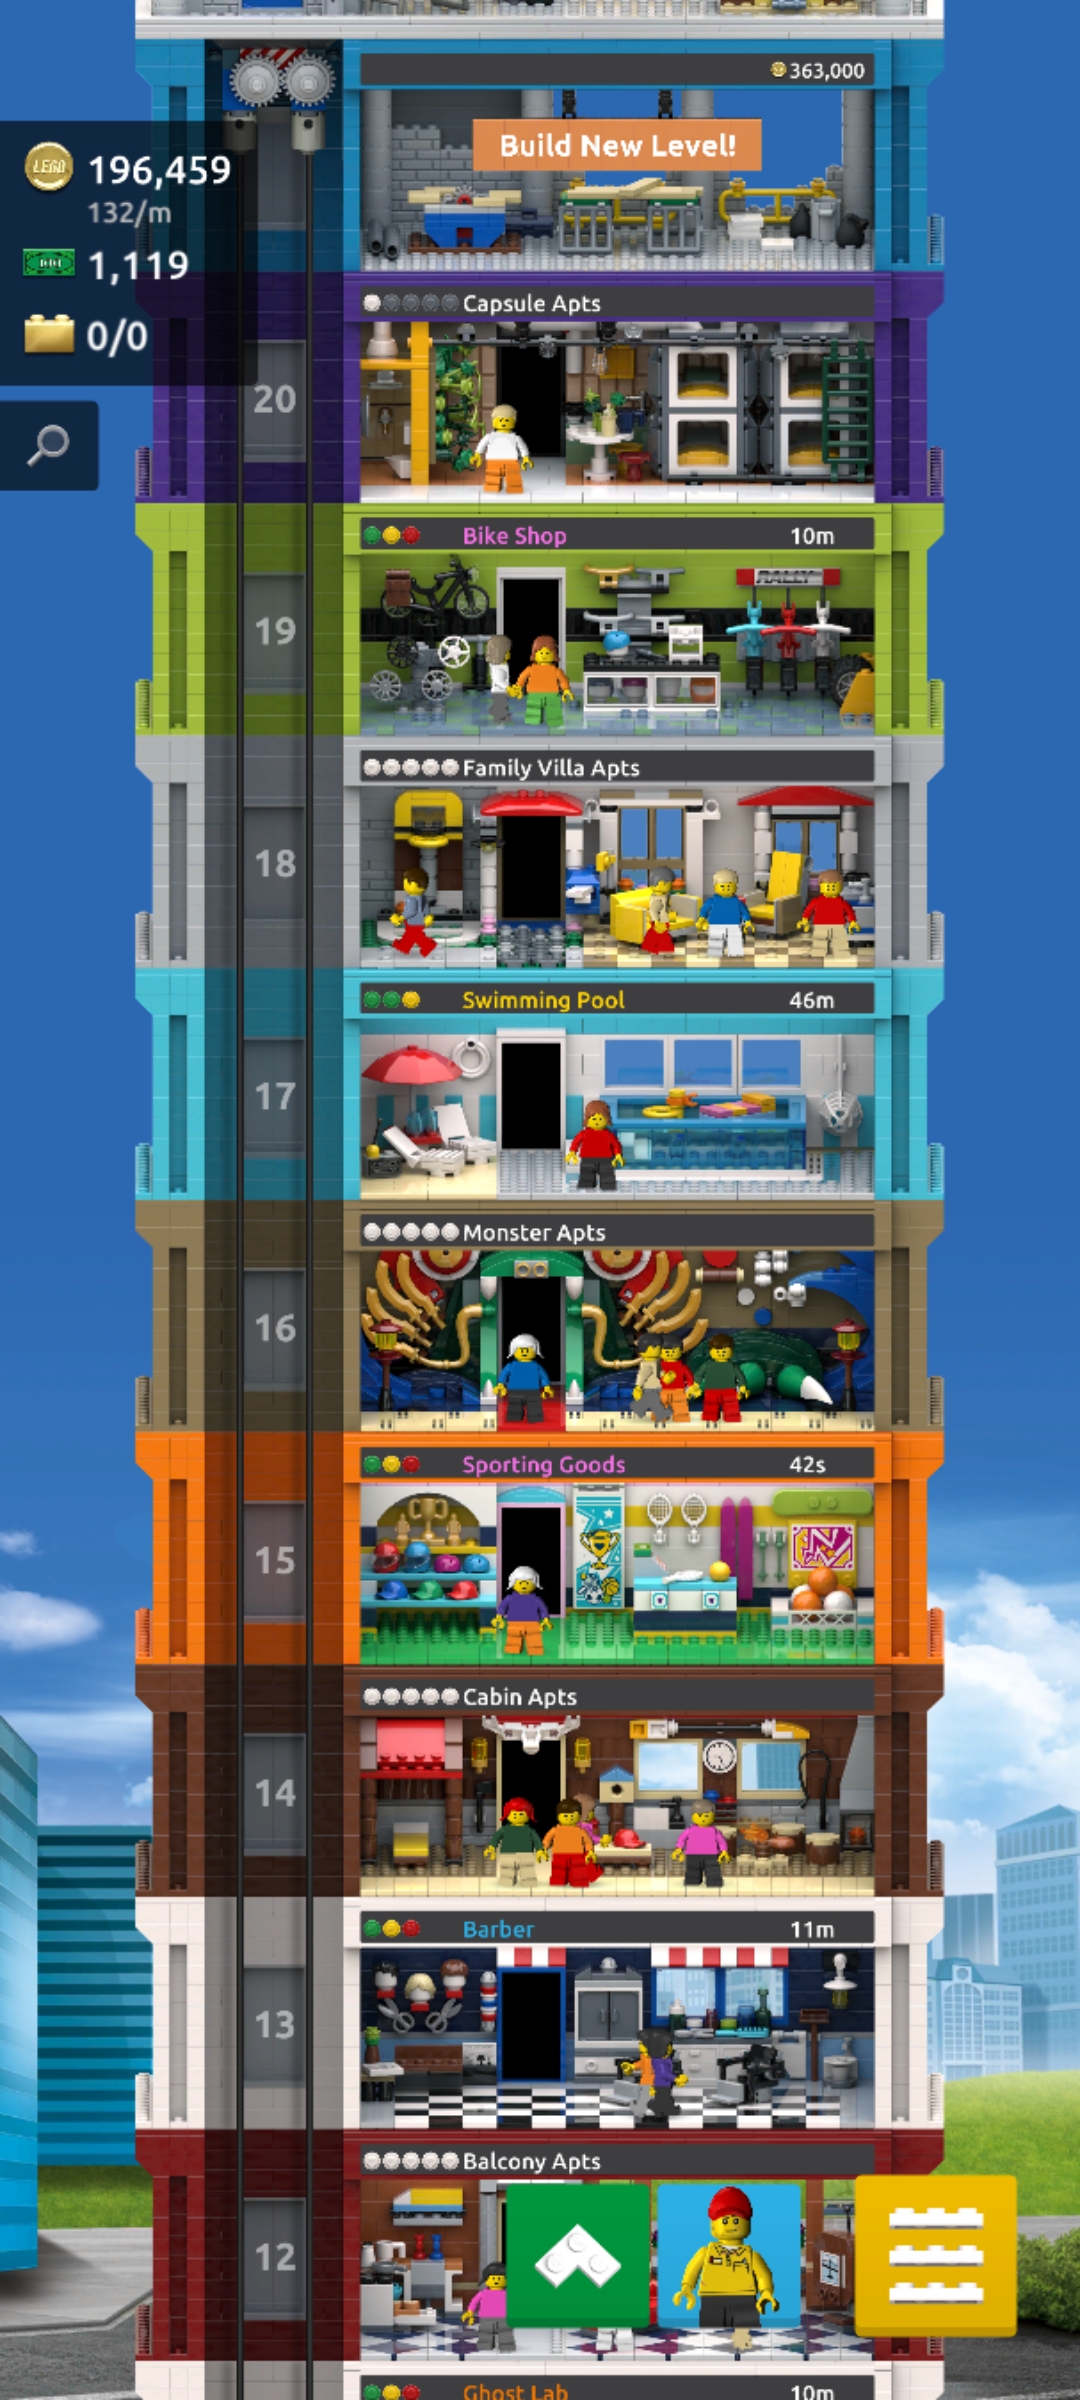 363,000
Build New Level!
LEGO 196,459
132/m
1,119
0/0
Capsule Apts
20
Bike Shop 10m
RALLY
19
Family Villa Apts
18
Swimming Pool 46m
17
Monster Apts
16
Sporting Goods 42s
15
Cabin Apts
14
Barber 11m
13
Balcony Apts
12
Ghost Lab 10m